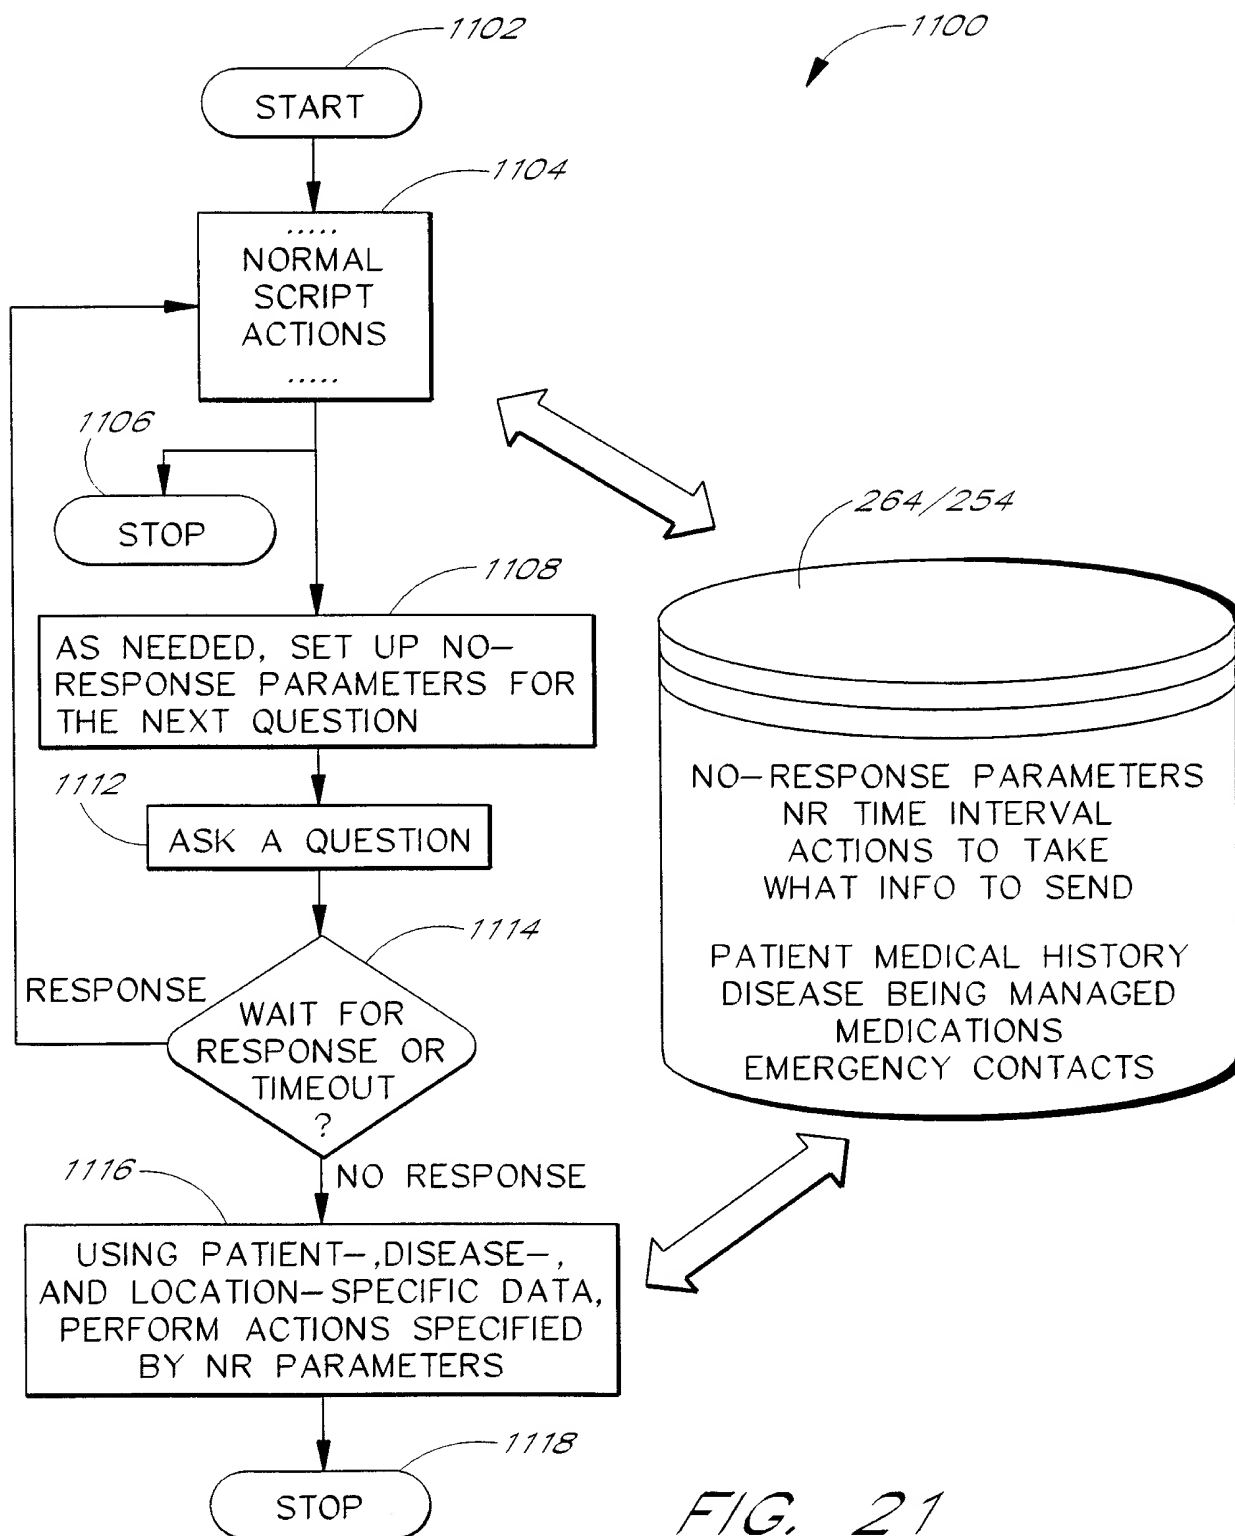 1102
1100
START
1104
.....
NORMAL
SCRIPT
ACTIONS
.....
1106
STOP
264/254
1108
AS NEEDED, SET UP NO-
RESPONSE PARAMETERS FOR
THE NEXT QUESTION
1112
ASK A QUESTION
NO-RESPONSE PARAMETERS
NR TIME INTERVAL
ACTIONS TO TAKE
WHAT INFO TO SEND
PATIENT MEDICAL HISTORY
DISEASE BEING MANAGED
MEDICATIONS
EMERGENCY CONTACTS
1114
RESPONSE
WAIT FOR
RESPONSE OR
TIMEOUT
?
1116
NO RESPONSE
USING PATIENT-,DISEASE-,
AND LOCATION-SPECIFIC DATA,
PERFORM ACTIONS SPECIFIED
BY NR PARAMETERS
1118
STOP
FIG. 21